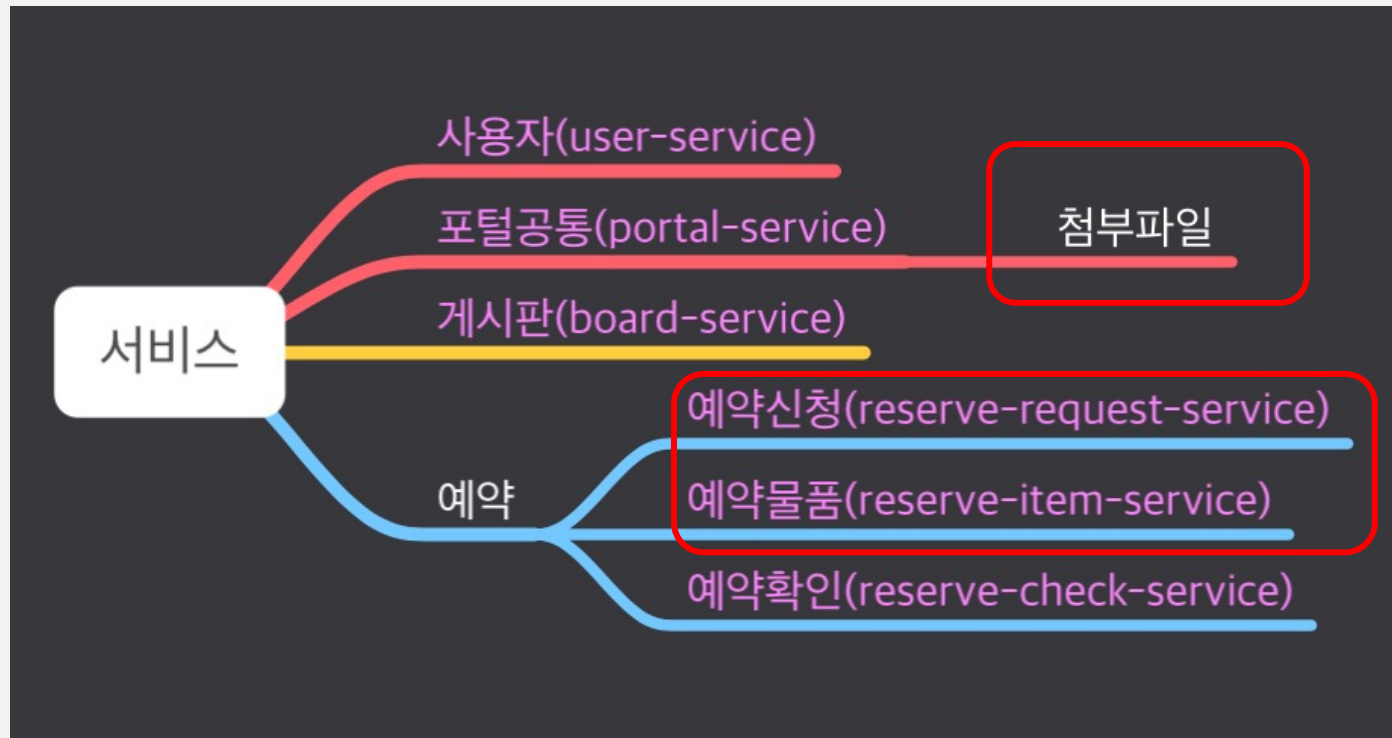 사용자(user-service)
포털공통(portal-service)
첨부파일
게시판(board-service)
서비스
예약신청(reserve-request-service)
예약
예약물품(reserve-item-service)
예약확인(reserve-check-service)